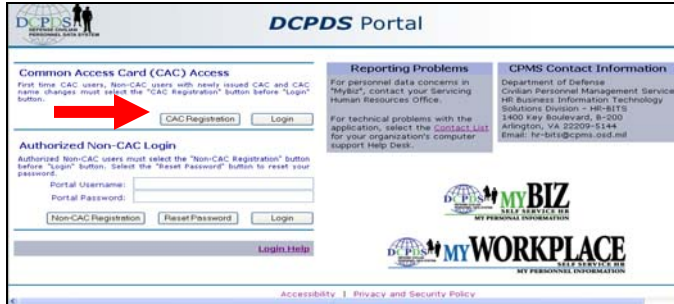 DCPDS
DEFENSE CIVILIAN
PERSONNEL DATA SYSTEM
DCPDS Portal
Common Access Card (CAC) Access
First time CAC users, Non-CAC users with newly issued CAC and CAC
name changes must select the "CAC Registration" button before "Login"
button.
CAC Registration
Login
Authorized Non-CAC Login
Authorized Non-CAC users must select the "Non-CAC Registration" button
before "Login" button. Select the "Reset Password" button to reset your
password.
Portal Username:
Portal Password:
Non-CAC Registration
Reset Password
Login
Login Help
Reporting Problems
For personnel data concerns in
"MyBiz", contact your Servicing
Human Resources Office.
For technical problems with the
application, select the Contact List
for your organization's computer
support Help Desk.
CPMS Contact Information
Department of Defense
Civilian Personnel Management Service
HR Business Information Technology
Solutions Division - HR-BITS
1400 Key Boulevard, B-200
Arlington, VA 22209-5144
Email: hr-bits@cpms.osd.mil
DCPDS
MY BIZ
SELF SERVICE HR
MY PERSONNEL INFORMATION
DCPDS
MY WORKPLACE
SELF SERVICE HR
MY PERSONNEL INFORMATION
Accessibility | Privacy and Security Policy